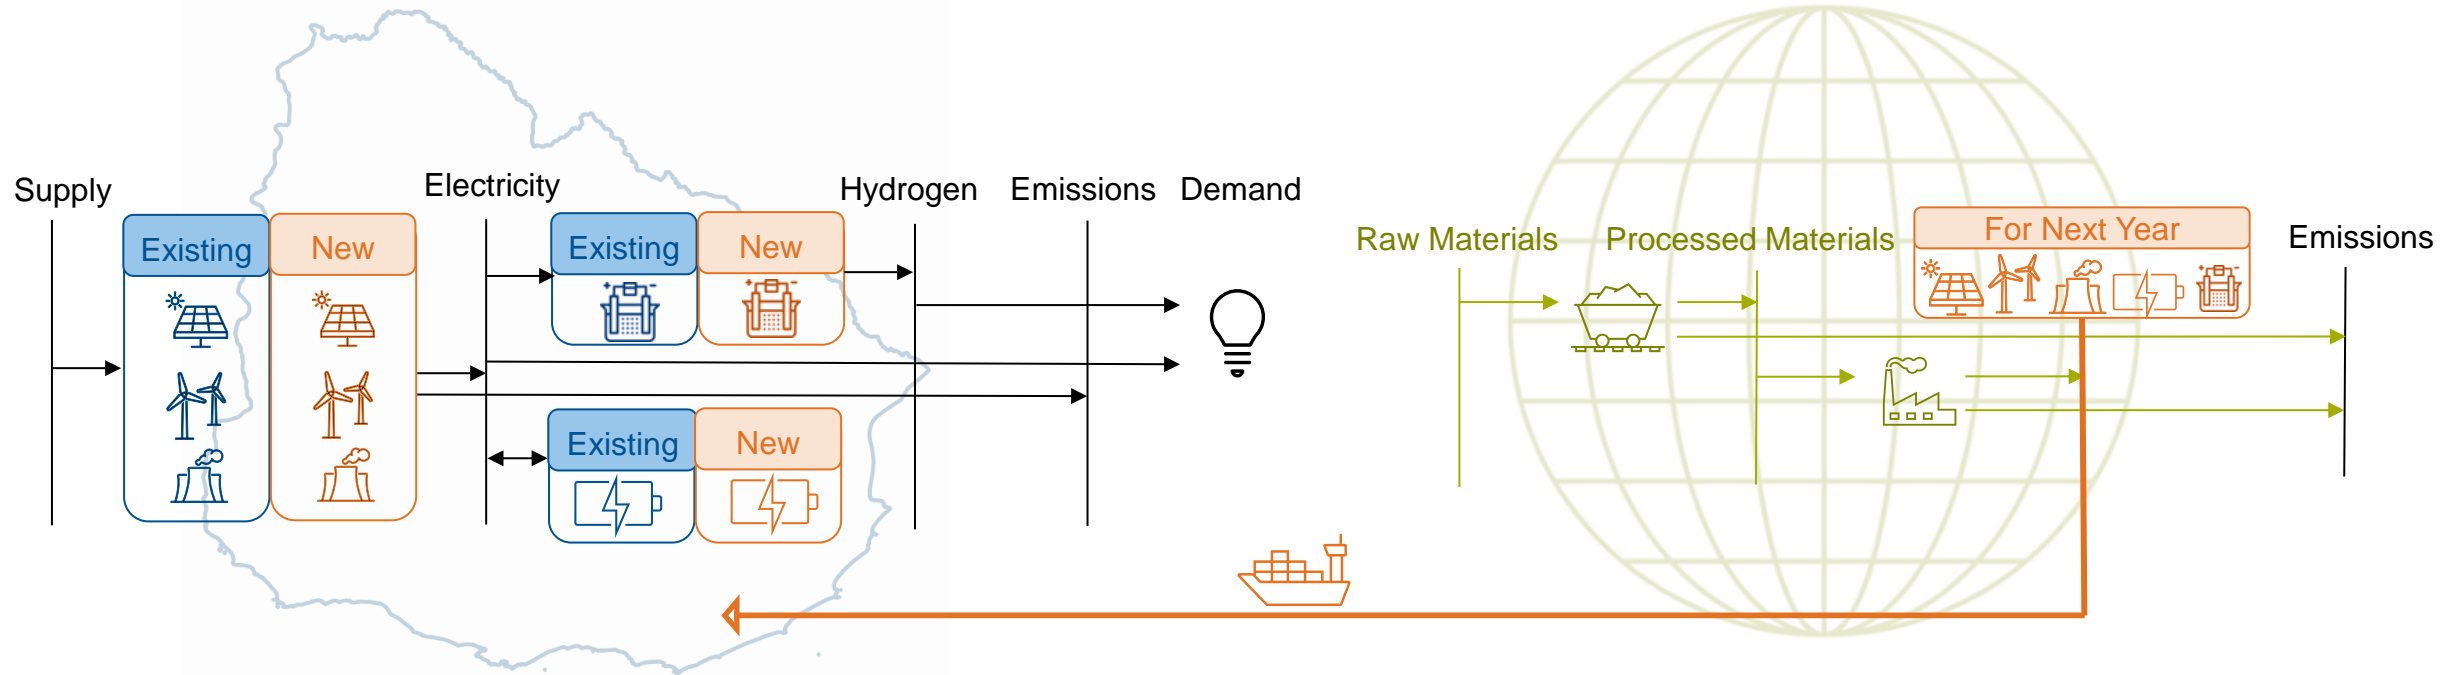 Supply
Existing
New
Electricity
Existing
New
Existing
New
Hydrogen
Emissions
Demand
Raw Materials
Processed Materials
For Next Year
Emissions